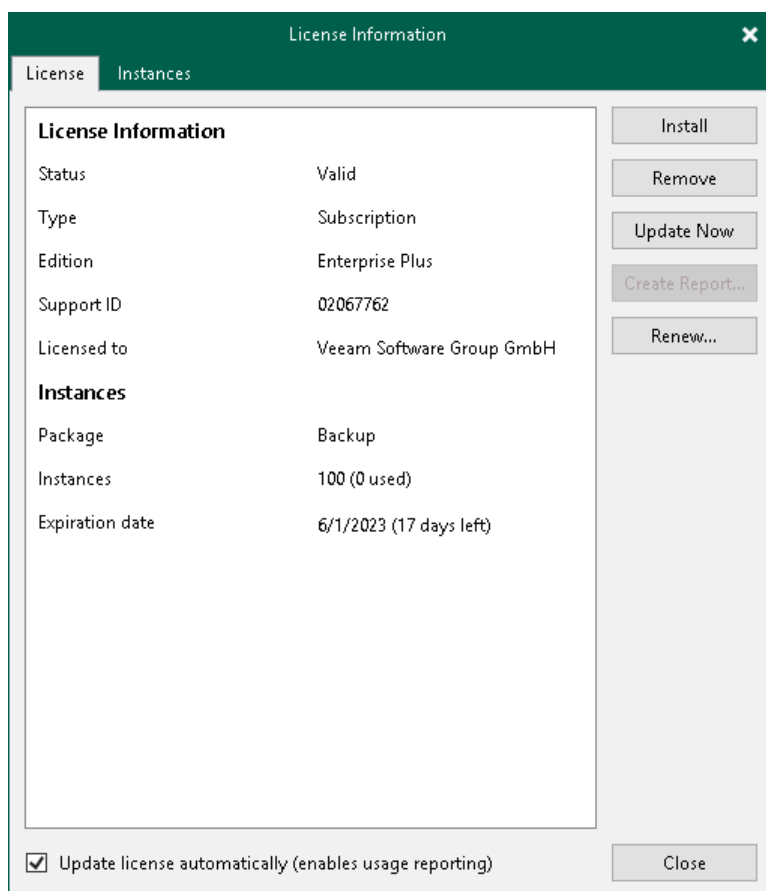 License Information
License Instances
License Information
Status Valid
Type Subscription
Edition Enterprise Plus
Support ID 02067762
Licensed to Veeam Software Group GmbH
Instances
Package Backup
Instances 100 (0 used)
Expiration date 6/1/2023 (17 days left)
Install
Remove
Update Now
Create Report...
Renew...
Update license automatically (enables usage reporting)
Close